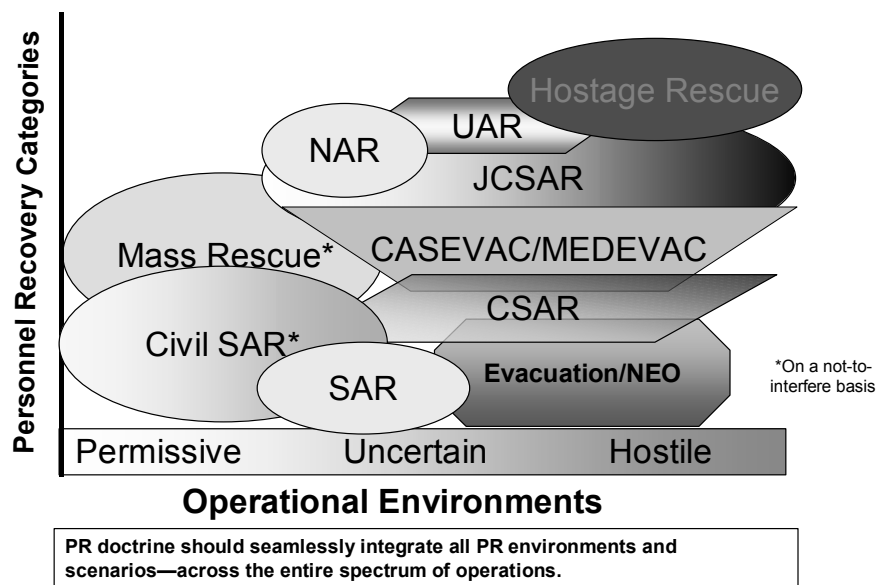 Personnel Recovery Categories
Hostage Rescue
UAR
NAR
JCSAR
Mass Rescue*
CASEVAC/MEDEVAC
CSAR
Civil SAR*
SAR
Evacuation/NEO
*On a not-to-
interfere basis
Permissive
Uncertain
Hostile
Operational Environments
PR doctrine should seamlessly integrate all PR environments and
scenarios—across the entire spectrum of operations.